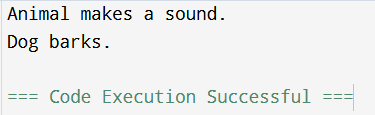 Animal makes a sound.
Dog barks.
=== Code Execution Successful ===